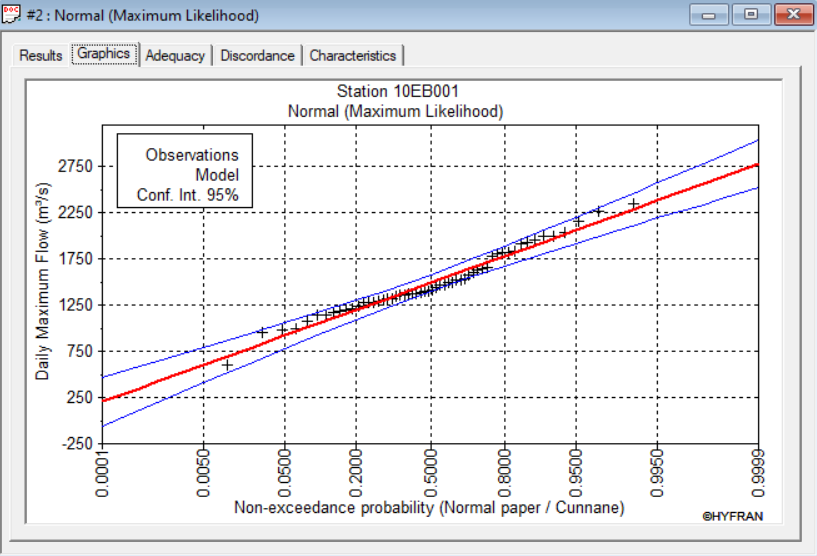 #2 : Normal (Maximum Likelihood)
Results Graphics Adequacy Discordance Characteristics
Station 10EB001
Normal (Maximum Likelihood)
Observations
Model
Conf. Int. 95%
Daily Maximum Flow (m³/s)
2750
2250
1750
1250
750
250
-250
0.0001 0.0050 0.0500 0.2000 0.5000 0.8000 0.9500 0.9950 0.9999
Non-exceedance probability (Normal paper / Cunnane)
©HYFRAN